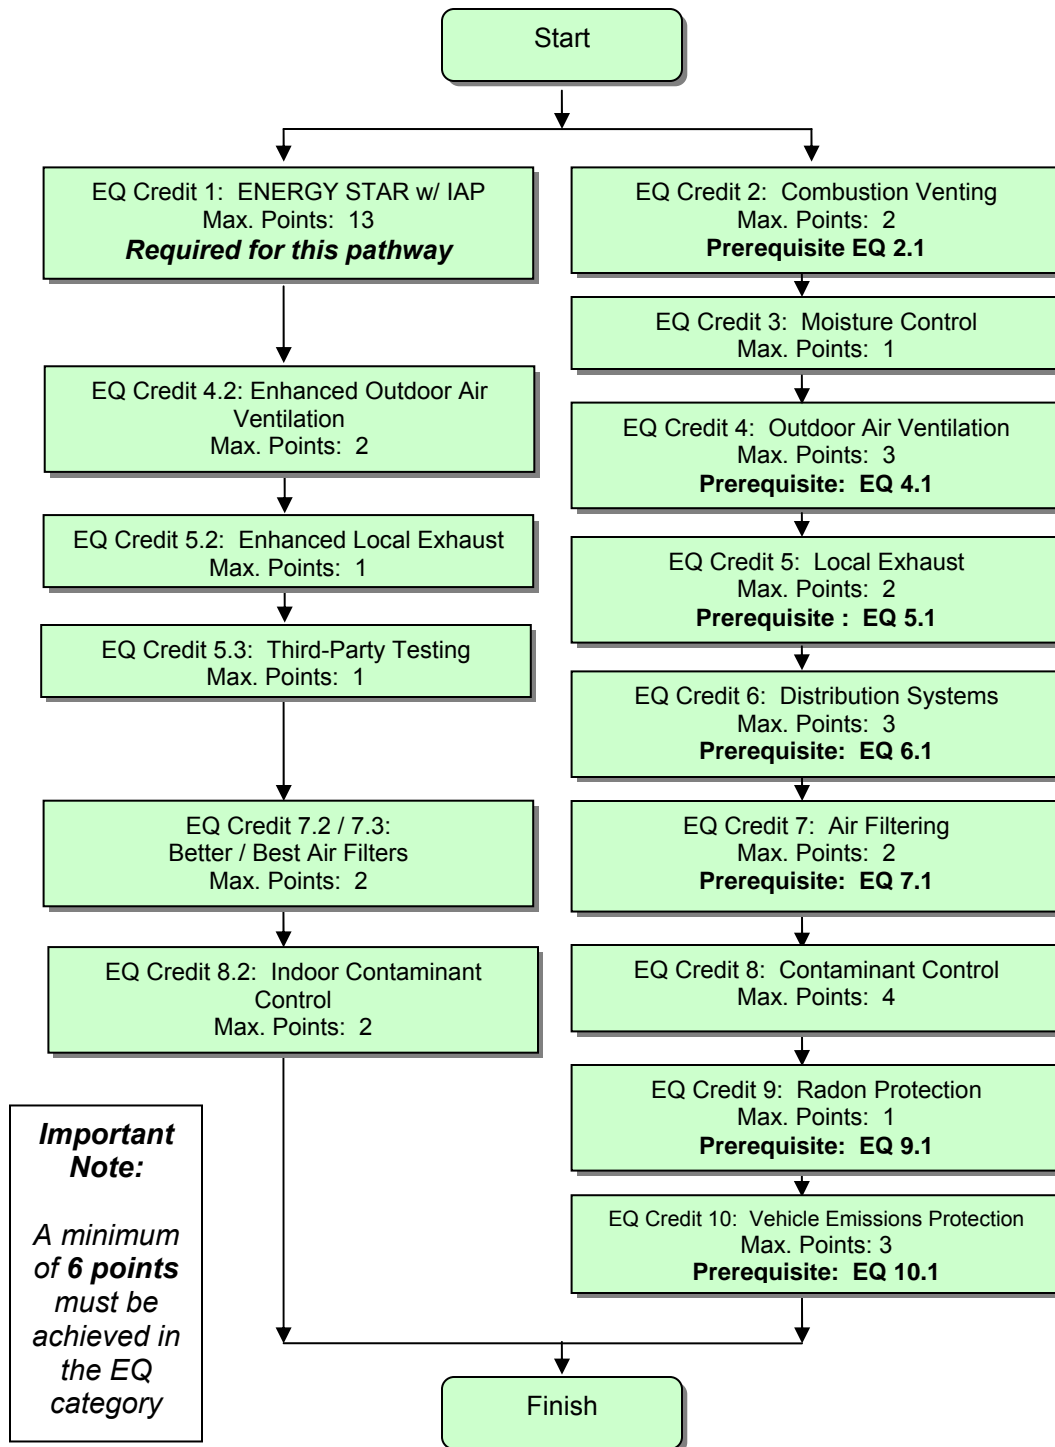 Start
EQ Credit 1:  ENERGY STAR w/ IAP
Max. Points:  13
Required for this pathway
EQ Credit 4.2: Enhanced Outdoor Air
Ventilation
Max. Points:  2
EQ Credit 5.2:  Enhanced Local Exhaust
Max. Points:  1
EQ Credit 5.3:  Third-Party Testing
Max. Points:  1
EQ Credit 7.2 / 7.3:
Better / Best Air Filters
Max. Points:  2
EQ Credit 8.2:  Indoor Contaminant
Control
Max. Points:  2
EQ Credit 2:  Combustion Venting
Max. Points:  2
Prerequisite EQ 2.1
EQ Credit 3:  Moisture Control
Max. Points:  1
EQ Credit 4:  Outdoor Air Ventilation
Max. Points:  3
Prerequisite:  EQ 4.1
EQ Credit 5:  Local Exhaust
Max. Points:  2
Prerequisite :  EQ 5.1
EQ Credit 6:  Distribution Systems
Max. Points:  3
Prerequisite:  EQ 6.1
EQ Credit 7:  Air Filtering
Max. Points:  2
Prerequisite:  EQ 7.1
EQ Credit 8:  Contaminant Control
Max. Points:  4
EQ Credit 9:  Radon Protection
Max. Points:  1
Prerequisite:  EQ 9.1
EQ Credit 10:  Vehicle Emissions Protection
Max. Points: 3
Prerequisite:  EQ 10.1
Important
Note:
A minimum
of 6 points
must be
achieved in
the EQ
category
Finish